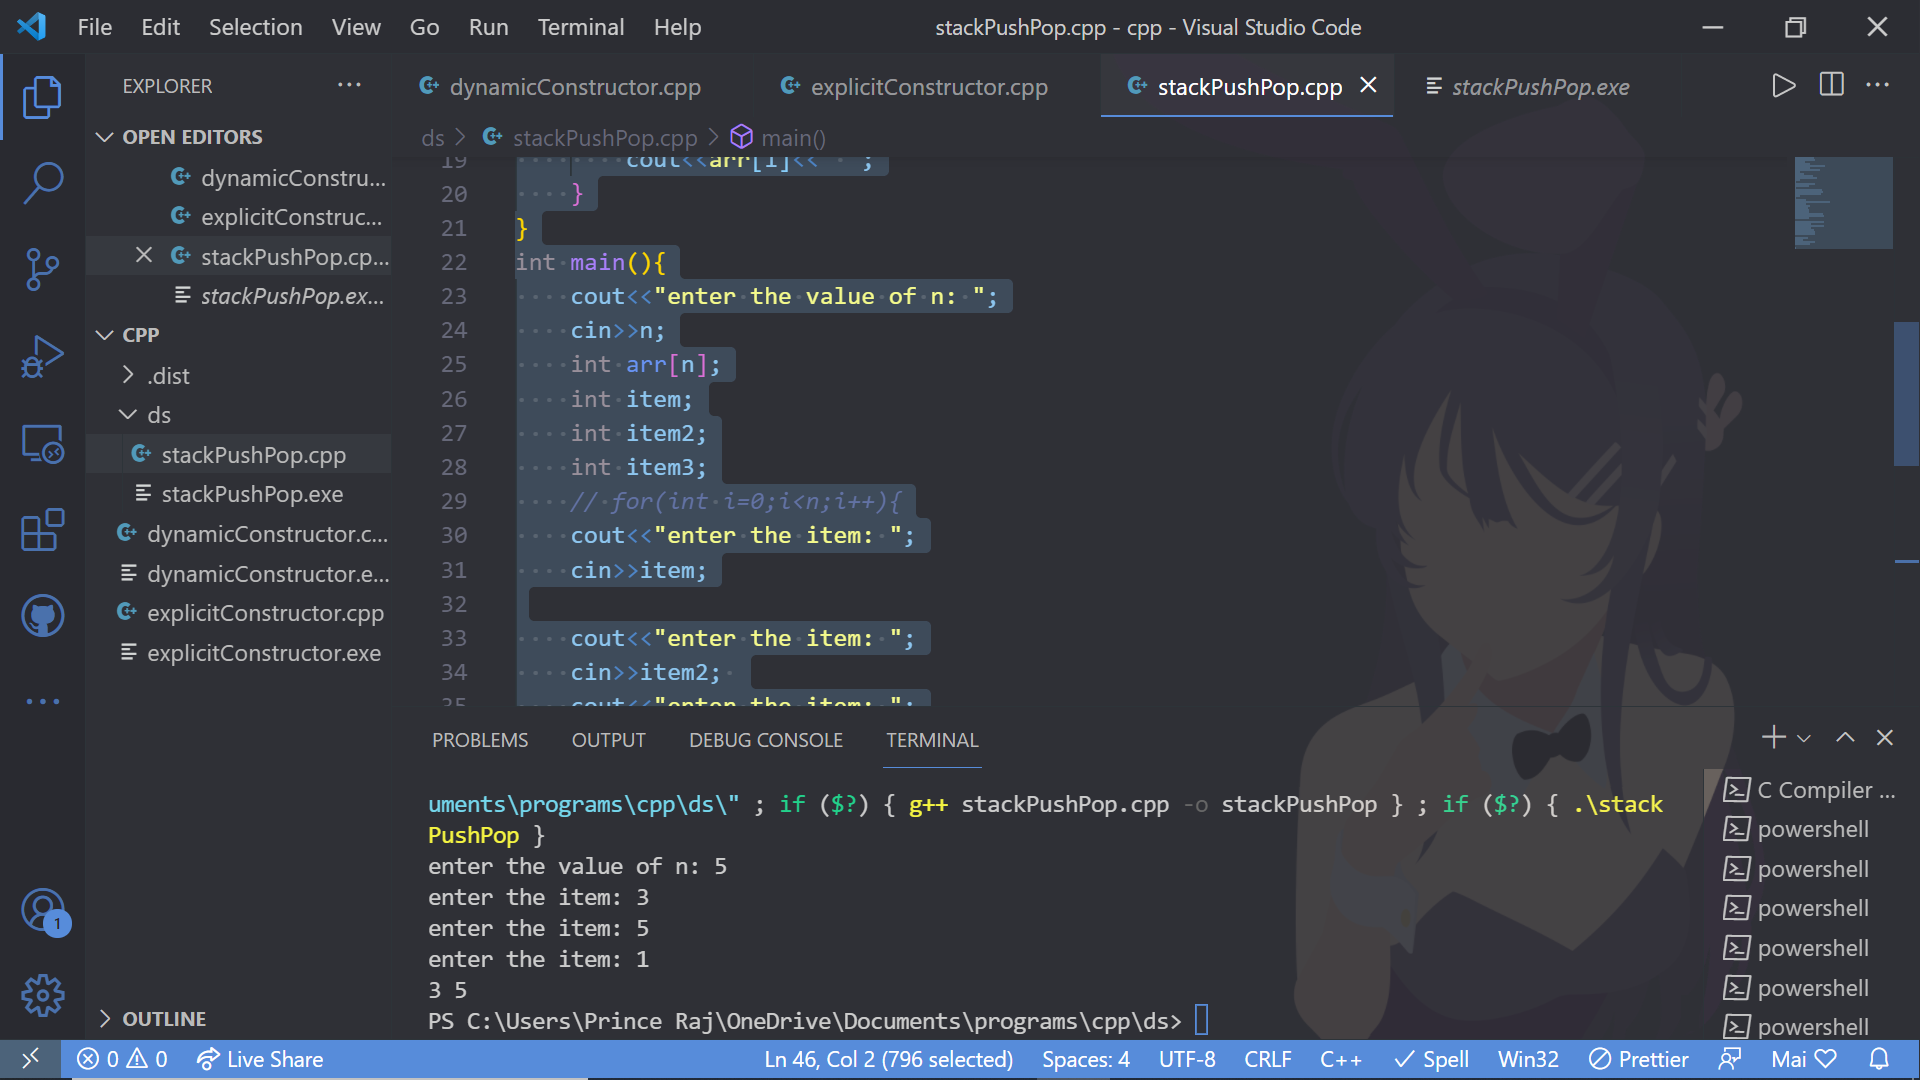 File Edit Selection View Go Run Terminal Help
stackPushPop.cpp - cpp - Visual Studio Code
EXPLORER
OPEN EDITORS
dynamicConstru...
explicitConstruc...
stackPushPop.cp...
stackPushPop.ex...
CPP
.dist
ds
stackPushPop.cpp
stackPushPop.exe
dynamicConstructor.c...
dynamicConstructor.e...
explicitConstructor.cpp
explicitConstructor.exe
OUTLINE
dynamicConstructor.cpp explicitConstructor.cpp stackPushPop.cpp stackPushPop.exe
ds > stackPushPop.cpp > main()
19 cout<<arr[i]<< ;
20 }
21 }
22 int main(){
23 cout<<"enter the value of n: ";
24 cin>>n;
25 int arr[n];
26 int item;
27 int item2;
28 int item3;
29 // for(int i=0;i<n;i++){
30 cout<<"enter the item: ";
31 cin>>item;
32
33 cout<<"enter the item: ";
34 cin>>item2;
35 cout<<"enter the item: ";
PROBLEMS OUTPUT DEBUG CONSOLE TERMINAL
uments\programs\cpp\ds\" ; if ($?) { g++ stackPushPop.cpp -o stackPushPop } ; if ($?) { .\stack
PushPop }
enter the value of n: 5
enter the item: 3
enter the item: 5
enter the item: 1
3 5
PS C:\Users\Prince Raj\OneDrive\Documents\programs\cpp\ds>
C Compiler ...
powershell
powershell
powershell
powershell
powershell
powershell
1
0 0 Live Share
Ln 46, Col 2 (796 selected) Spaces: 4 UTF-8 CRLF C++ Spell Win32 Prettier Mai